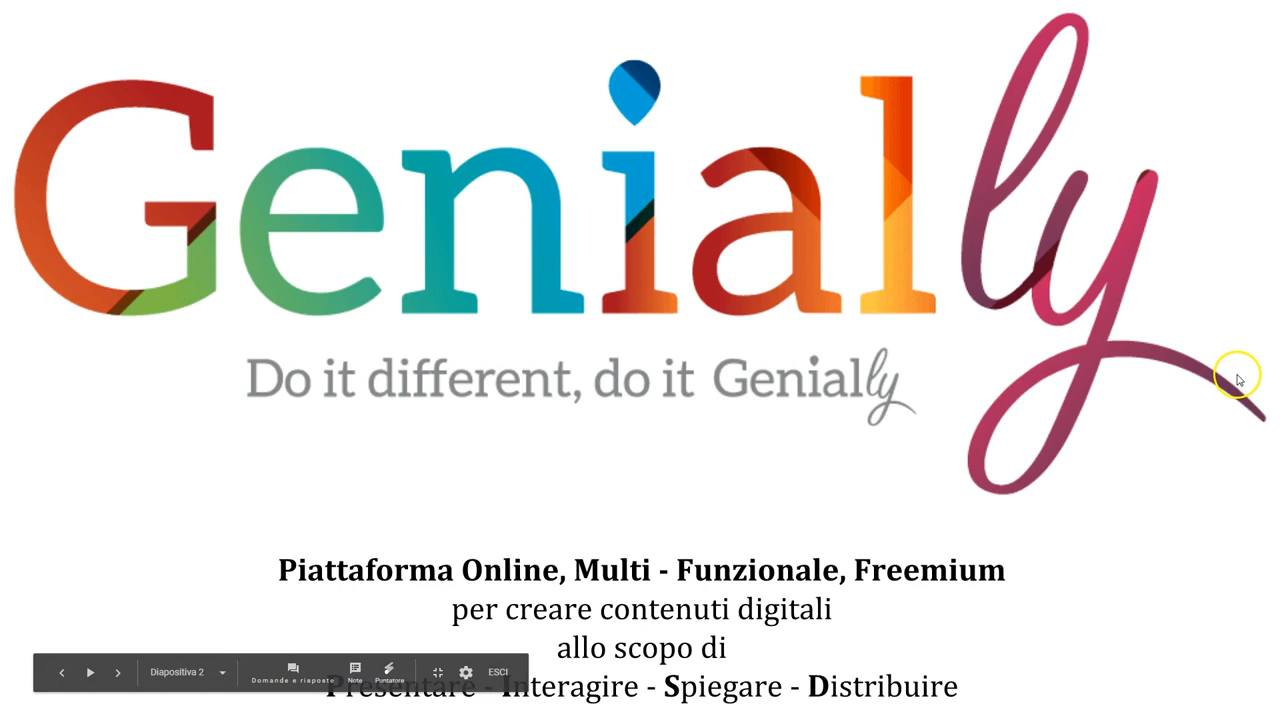 Genially
Do it different, do it Genially
Piattaforma Online, Multi - Funzionale, Freemium
per creare contenuti digitali
allo scopo di
Presentare - Interagire - Spiegare - Distribuire
Diapositiva 2
Domande e risposte
Note
Puntatore
ESCI